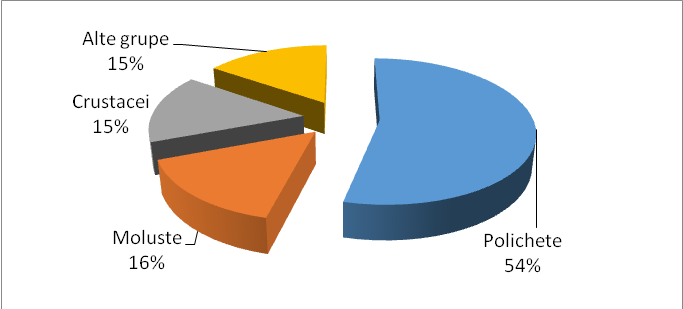 Alte grupe
15%
Crustacei
15%
Moluste
16%
Polichete
54%